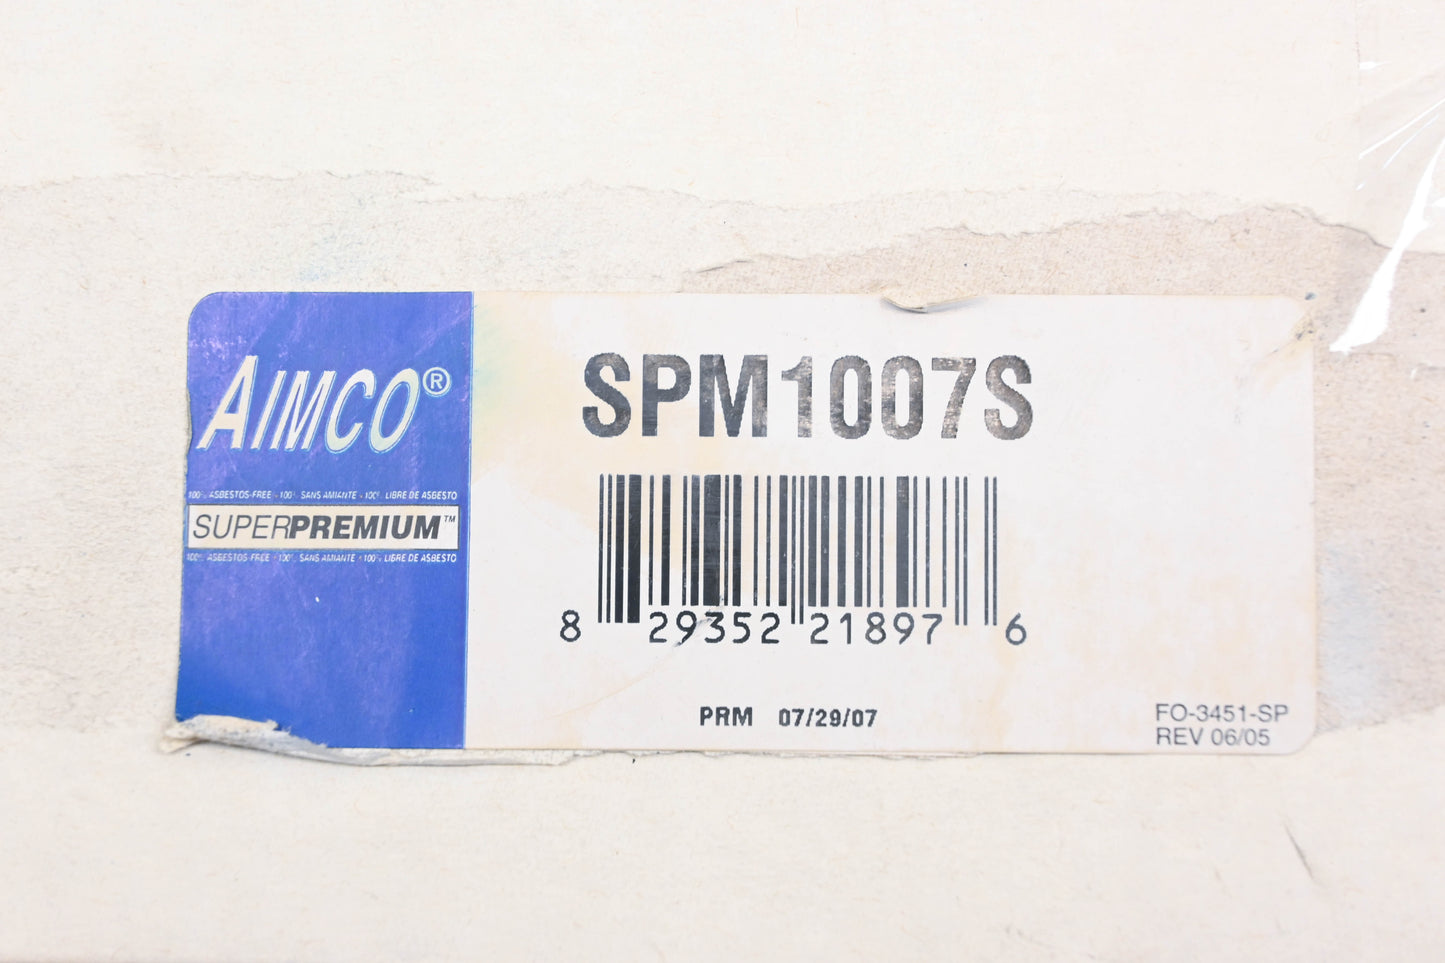 AIMCO®
100% ASBESTOS-FREE - 100% SANS AMIANTE - 100% LIBRE DE ASBESTO
SUPERPREMIUM™
100% ASBESTOS-FREE - 100% SANS AMIANTE - 100% LIBRE DE ASBESTO
SPM1007S
8 29352 21897 6
PRM 07/29/07
FO-3451-SP
REV 06/05